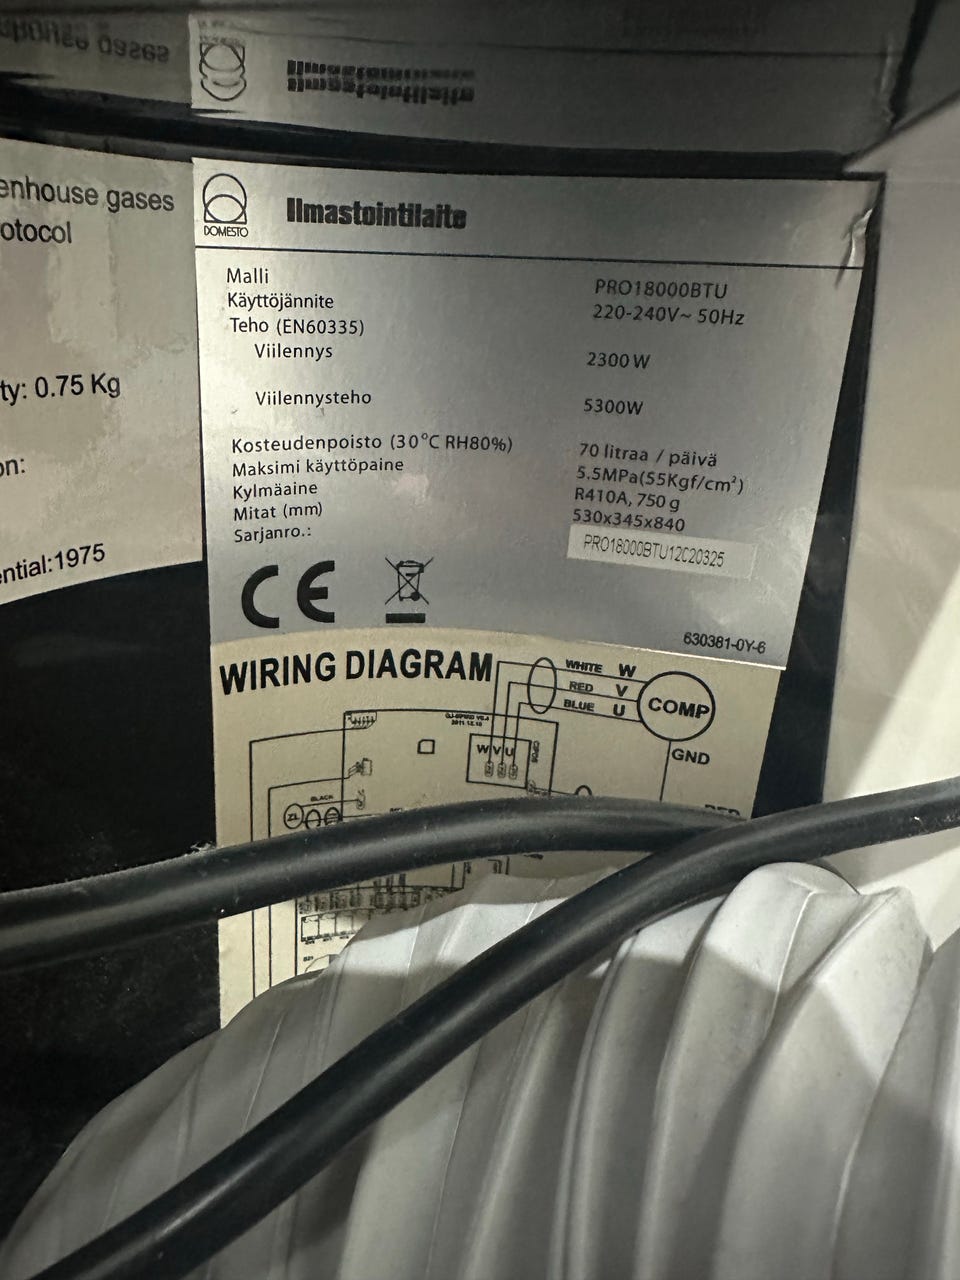 enhouse gases
otocol
ty: 0.75 Kg
on:
ential:1975
DOMESTO
Ilmastointilaite
Malli PRO18000BTU
Käyttöjännite 220-240V~ 50Hz
Teho (EN60335)
Viilennys 2300W
Viilennysteho 5300W
Kosteudenpoisto (30°C RH80%) 70 litraa / päivä
Maksimi käyttöpaine 5.5MPa(55Kgf/cm²)
Kylmäaine R410A, 750 g
Mitat (mm) 530x345x840
Sarjanro.: PRO18000BTU12C20325
CE
630381-0Y-6
WIRING DIAGRAM
WHITE W
RED V
BLUE U
COMP
GND
W V U
BLACK